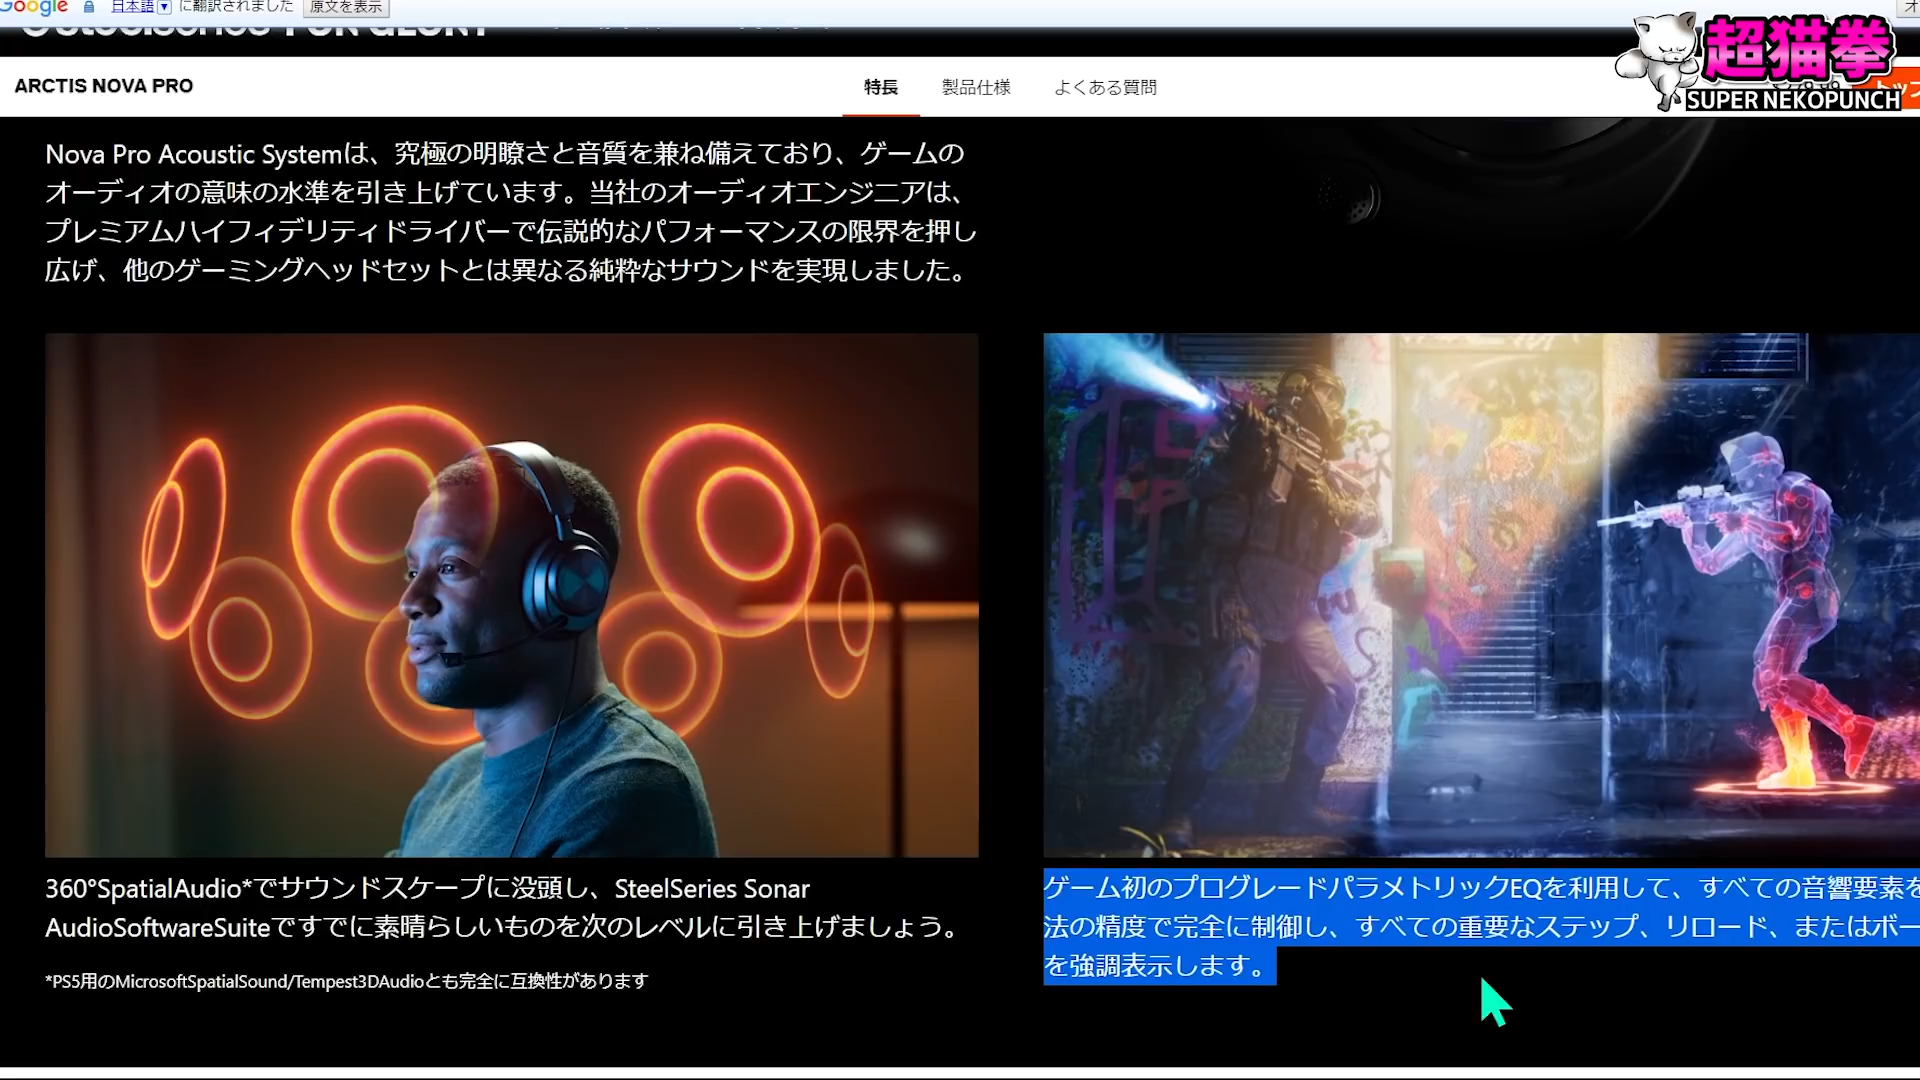 Google 日本語 に翻訳されました 原文を表示
steelseries FOR GLORY
超猫拳
SUPER NEKOPUNCH
ARCTIS NOVA PRO 特長 製品仕様 よくある質問
Nova Pro Acoustic Systemは、究極の明瞭さと音質を兼ね備えており、ゲームの
オーディオの意味の水準を引き上げています。当社のオーディオエンジニアは、
プレミアムハイフィデリティドライバーで伝説的なパフォーマンスの限界を押し
広げ、他のゲーミングヘッドセットとは異なる純粋なサウンドを実現しました。
360°SpatialAudio*でサウンドスケープに没頭し、SteelSeries Sonar
AudioSoftwareSuiteですでに素晴らしいものを次のレベルに引き上げましょう。
*PS5用のMicrosoftSpatialSound/Tempest3DAudioとも完全に互換性があります
ゲーム初のプログレードパラメトリックEQを利用して、すべての音響要素を
法の精度で完全に制御し、すべての重要なステップ、リロード、またはボー
を強調表示します。